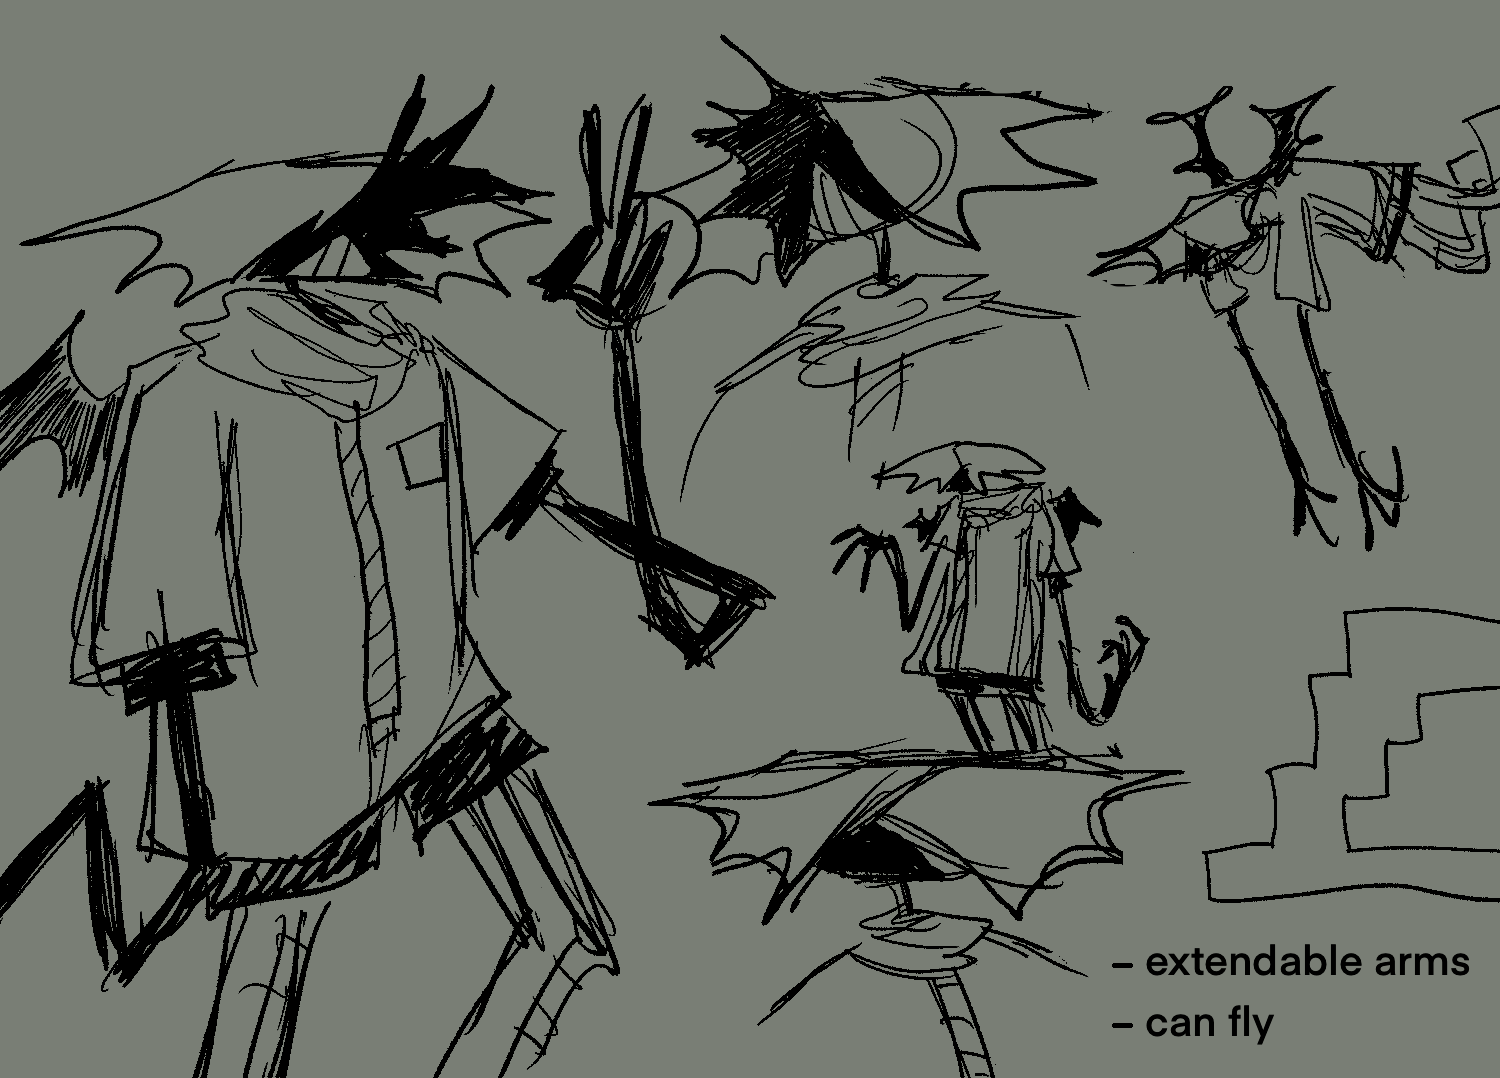 – extendable arms
– can fly